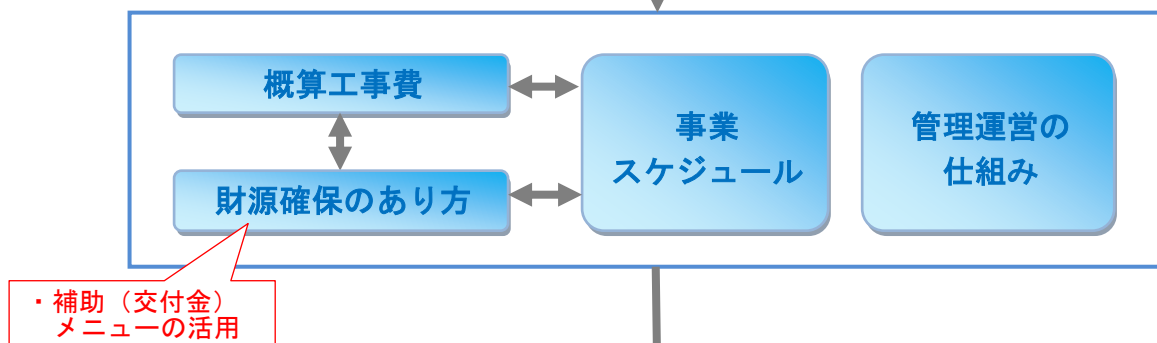 概算工事費
財源確保のあり方
事業
スケジュール
管理運営の
仕組み
・補助（交付金）
メニューの活用